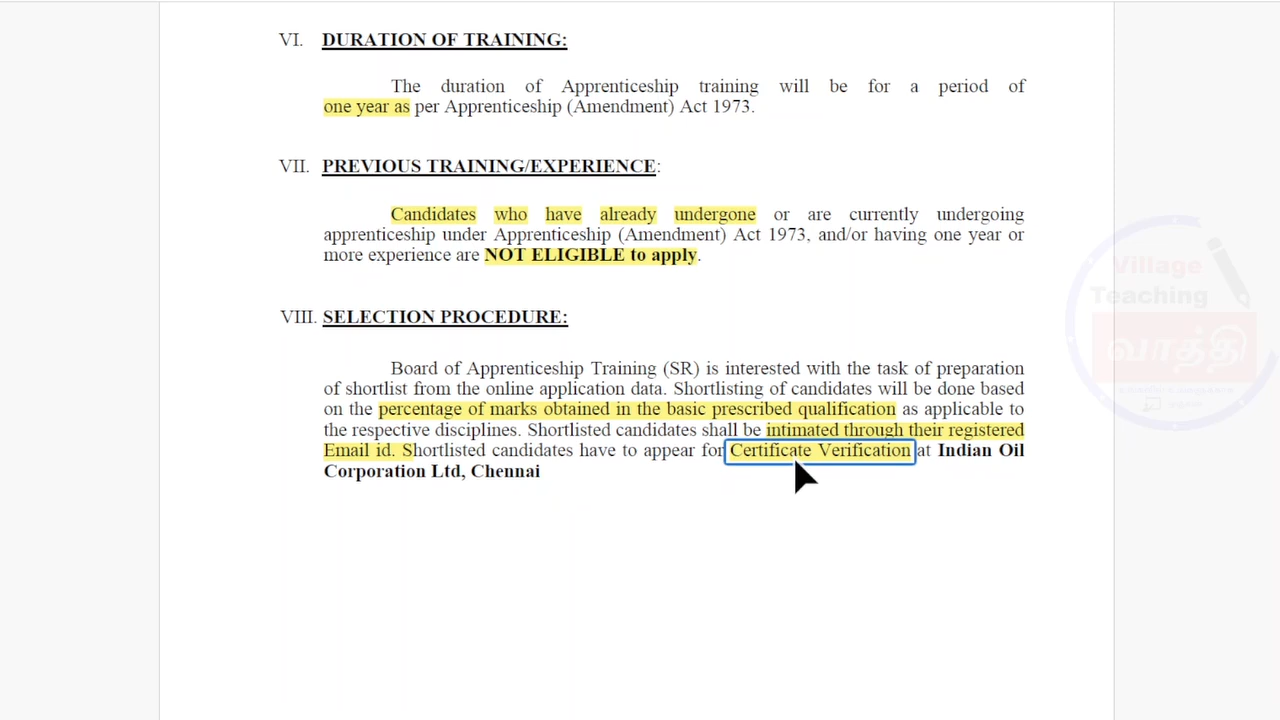 VI. DURATION OF TRAINING:
The duration of Apprenticeship training will be for a period of
one year as per Apprenticeship (Amendment) Act 1973.
VII. PREVIOUS TRAINING/EXPERIENCE:
Candidates who have already undergone or are currently undergoing
apprenticeship under Apprenticeship (Amendment) Act 1973, and/or having one year or
more experience are NOT ELIGIBLE to apply.
VIII. SELECTION PROCEDURE:
Board of Apprenticeship Training (SR) is interested with the task of preparation
of shortlist from the online application data. Shortlisting of candidates will be done based
on the percentage of marks obtained in the basic prescribed qualification as applicable to
the respective disciplines. Shortlisted candidates shall be intimated through their registered
Email id. Shortlisted candidates have to appear for Certificate Verification at Indian Oil
Corporation Ltd, Chennai
Village
Teaching
வாத்தி